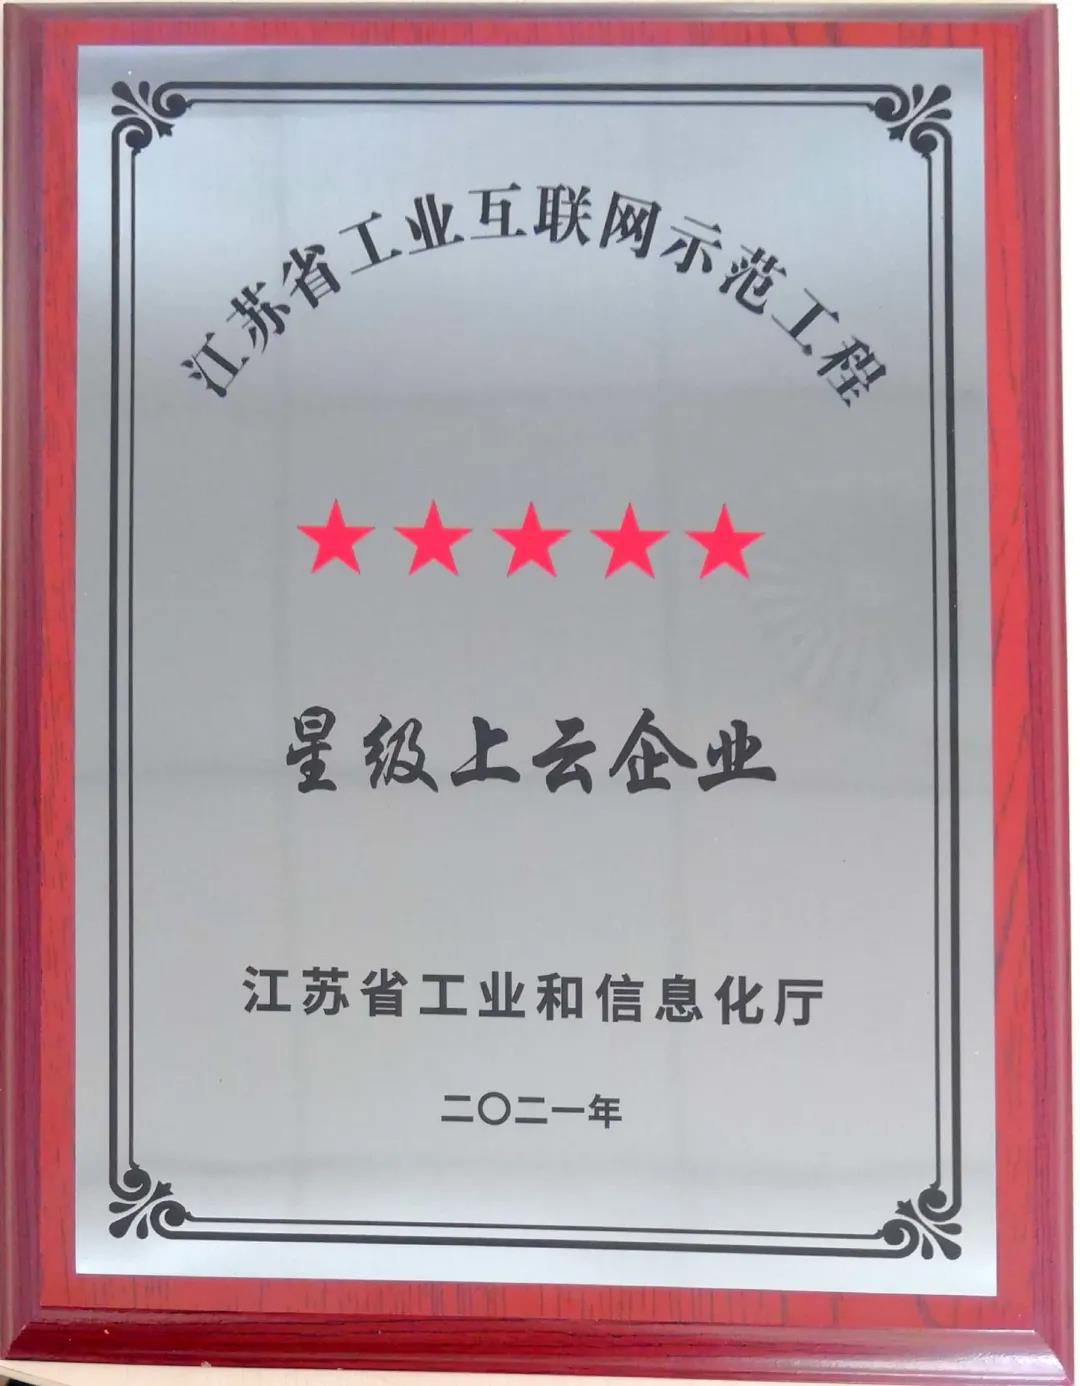 江苏省工业互联网示范工程
★★★★★
星级上云企业
江苏省工业和信息化厅
二〇二一年